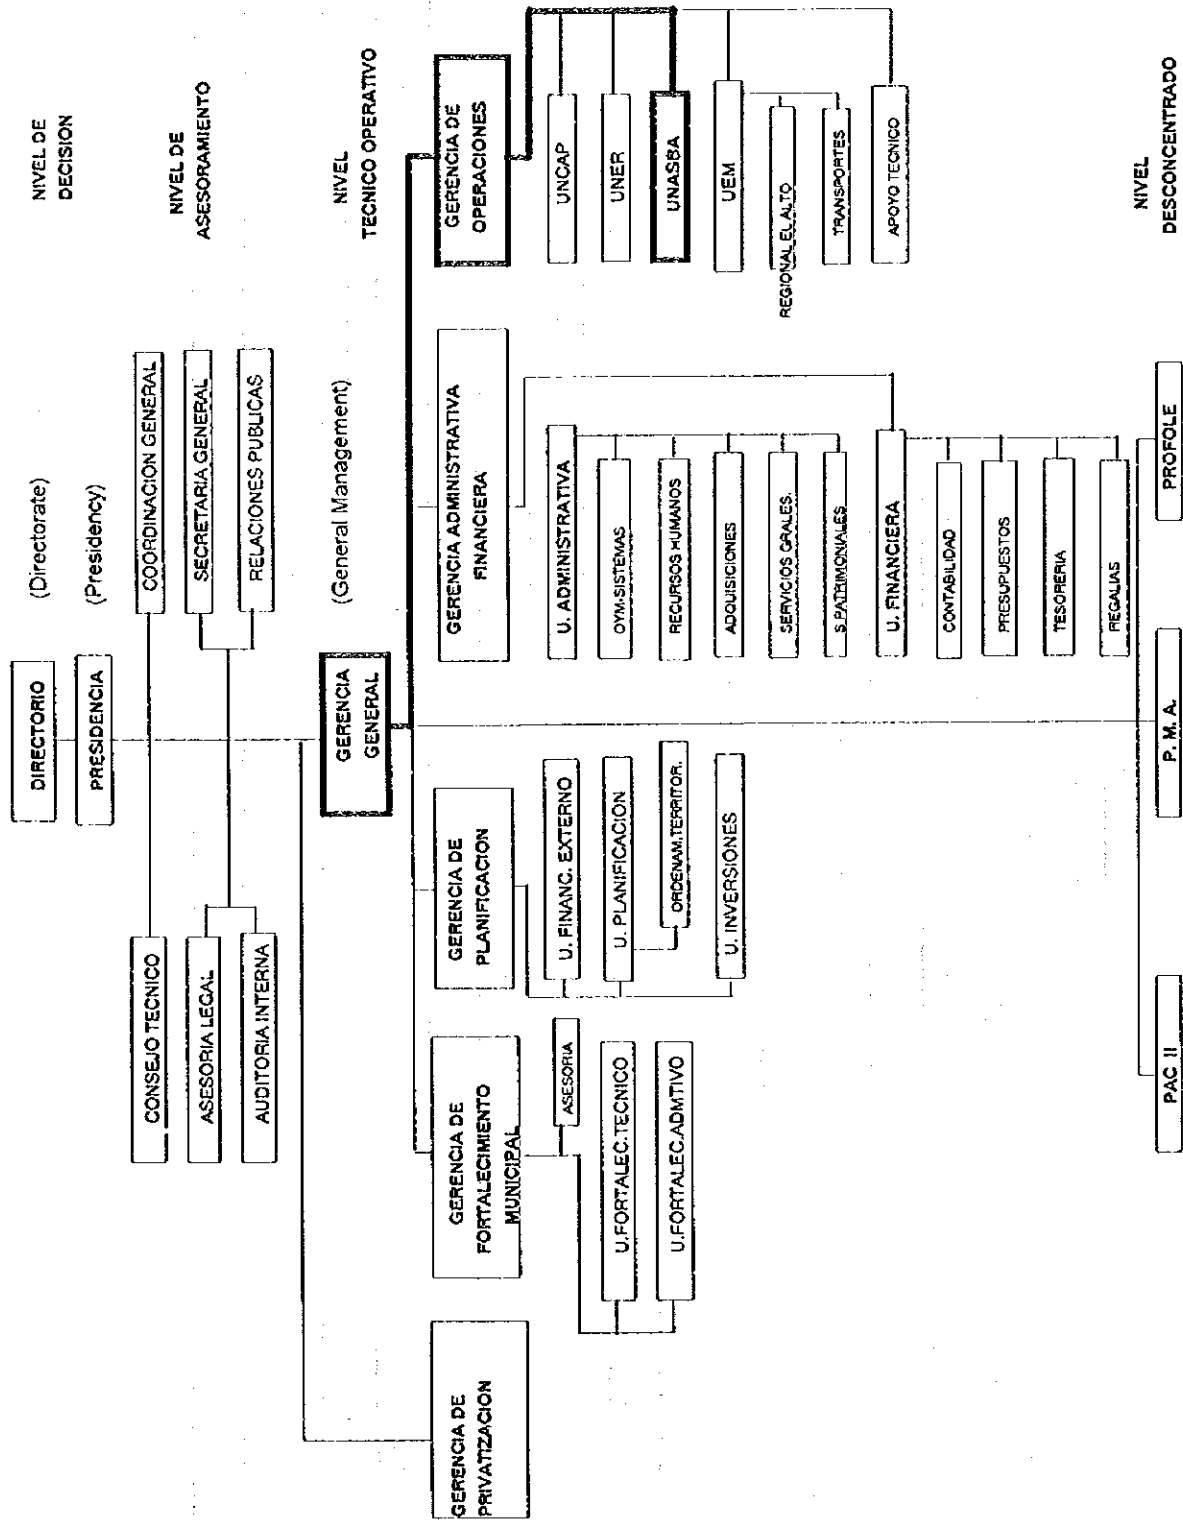 DIRECTORIO
(Directorate)
NIVEL DE
DECISION
PRESIDENCIA
(Presidency)
CONSEJO TECNICO
COORDINACION GENERAL
NIVEL DE
ASESORAMIENTO
ASESORIA LEGAL
SECRETARIA GENERAL
AUDITORIA INTERNA
RELACIONES PUBLICAS
GERENCIA
GENERAL
(General Management)
NIVEL
TECNICO OPERATIVO
GERENCIA DE
PRIVATIZACION
GERENCIA DE
FORTALECIMIENTO
MUNICIPAL
ASESORIA
U.FORTALEC.TECNICO
U.FORTALEC.ADMTIVO
GERENCIA DE
PLANIFICACION
U. FINANC. EXTERNO
U. PLANIFICACION
ORDENAM.TERRITOR.
U. INVERSIONES
GERENCIA ADMINISTRATIVA
FINANCIERA
U. ADMINISTRATIVA
OYM-SISTEMAS
RECURSOS HUMANOS
ADQUISICIONES
SERVICIOS GRALES.
S.PATRIMONIALES
U. FINANCIERA
CONTABILIDAD
PRESUPUESTOS
TESORERIA
REGALIAS
GERENCIA DE
OPERACIONES
UNCAP
UNER
UNASBA
UEM
REGIONAL EL ALTO
TRANSPORTES
APOYO TECNICO
NIVEL
DESCONCENTRADO
PAC II
P. M. A.
PROFOLE